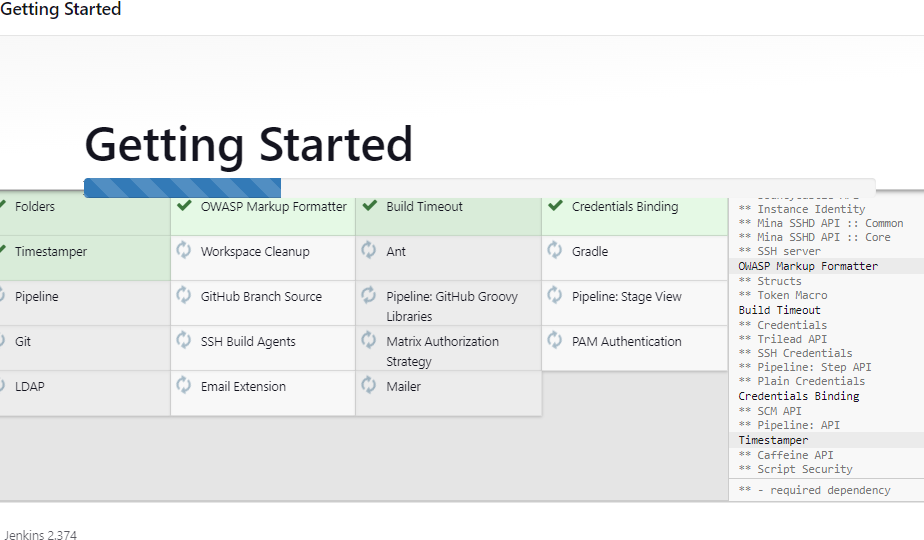 Getting Started
Getting Started
Folders
OWASP Markup Formatter
Build Timeout
Credentials Binding
Timestamper
Workspace Cleanup
Ant
Gradle
Pipeline
GitHub Branch Source
Pipeline: GitHub Groovy
Libraries
Pipeline: Stage View
Git
SSH Build Agents
Matrix Authorization
Strategy
PAM Authentication
LDAP
Email Extension
Mailer
** Instance Identity
** Mina SSHD API :: Common
** Mina SSHD API :: Core
** SSH server
OWASP Markup Formatter
** Structs
** Token Macro
Build Timeout
** Credentials
** Trilead API
** SSH Credentials
** Pipeline: Step API
** Plain Credentials
Credentials Binding
** SCM API
** Pipeline: API
Timestamper
** Caffeine API
** Script Security
** - required dependency
Jenkins 2.374